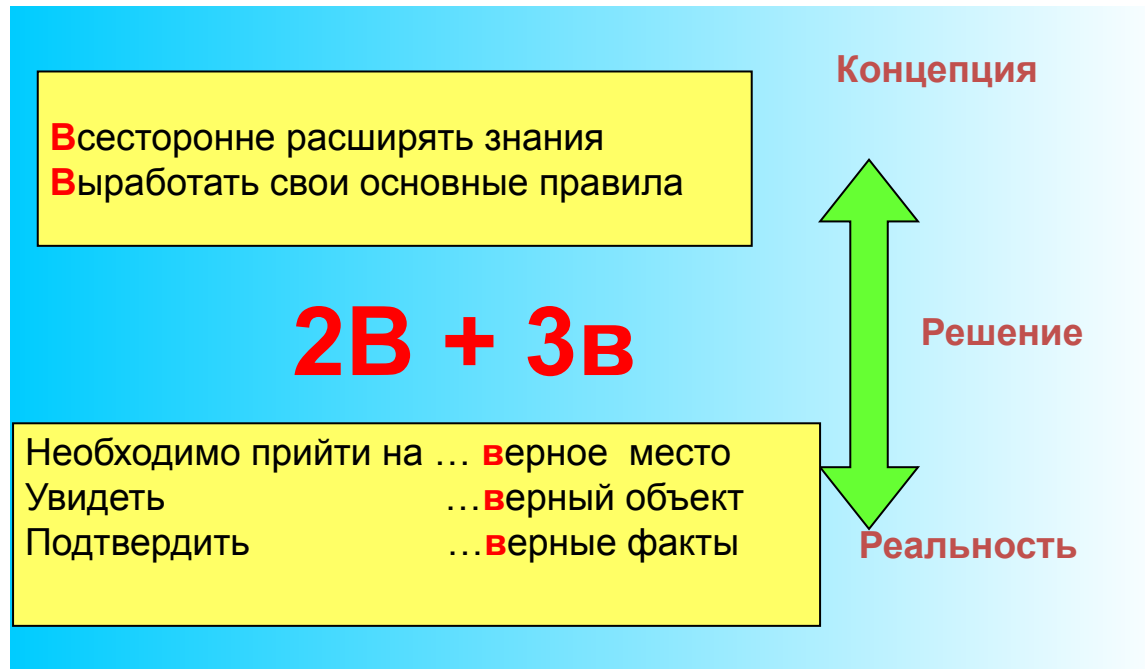 Концепция
Всесторонне расширять знания
Выработать свои основные правила
2В + 3в
Решение
Необходимо прийти на … верное место
Увидеть …верный объект
Подтвердить …верные факты
Реальность